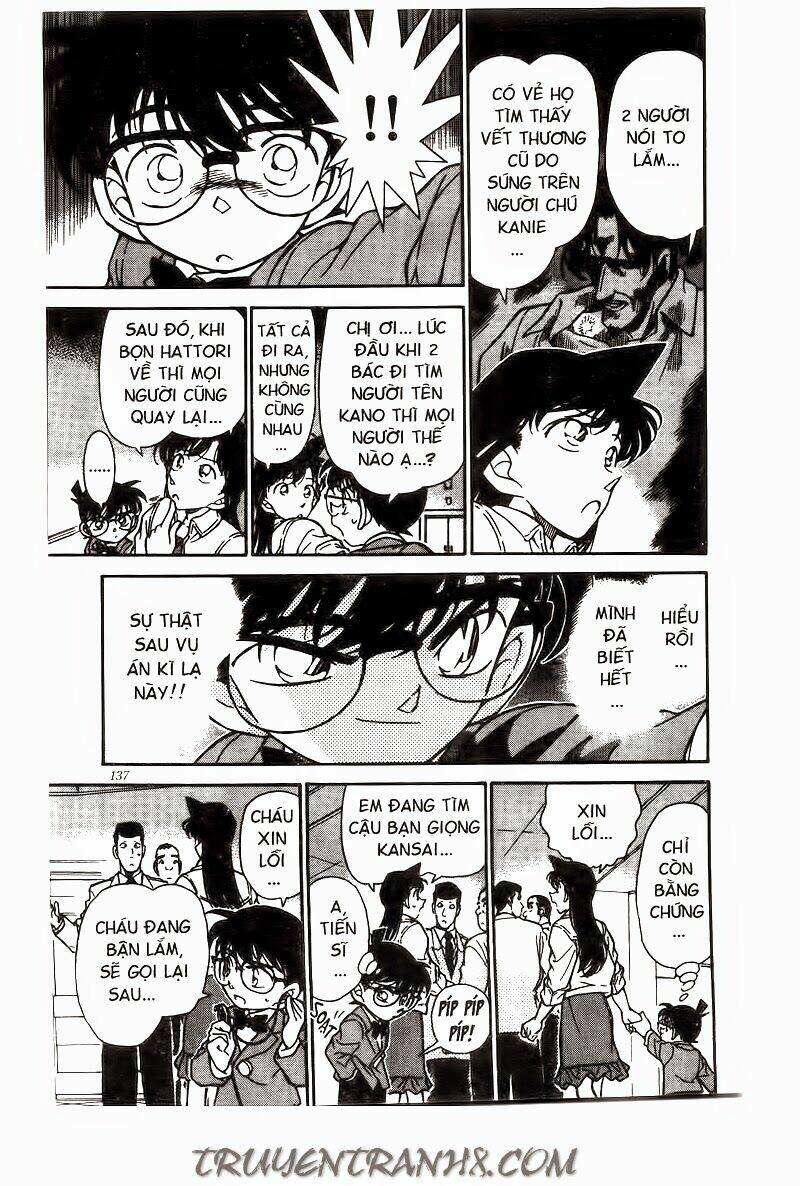 2 NGƯỜI
NÓI TO
LẮM...
CÓ VẺ HỌ
TÌM THẤY
VẾT THƯƠNG
CŨ DO
SÚNG TRÊN
NGƯỜI CHÚ
KANIE
...
!!
CHỊ ƠI... LÚC
ĐẦU KHI 2
BÁC ĐI TÌM
NGƯỜI TÊN
KANO THÌ MỌI
NGƯỜI THẾ
NÀO Ạ...?
TẤT CẢ
ĐI RA,
NHƯNG
KHÔNG
CÙNG
NHAU
...
SAU ĐÓ, KHI
BỌN HATTORI
VỀ THÌ MỌI
NGƯỜI CŨNG
QUAY LẠI...
......
HIỂU
RỒI
...
MÌNH
ĐÃ
BIẾT
HẾT
...
SỰ THẬT
SAU VỤ
ÁN KÌ LẠ
NÀY!!
137
XIN
LỖI...
CHỈ
CÒN
BẰNG
CHỨNG
...
EM ĐANG TÌM
CẬU BẠN GIỌNG
KANSAI...
A,
TIẾN
SĨ
...
SOẠT
PÍP PÍP
PÍP!
CHÁU
XIN
LỖI...
CHÁU ĐANG
BẬN LẮM,
SẼ GỌI LẠI
SAU...
TRUYENTRANH8.COM